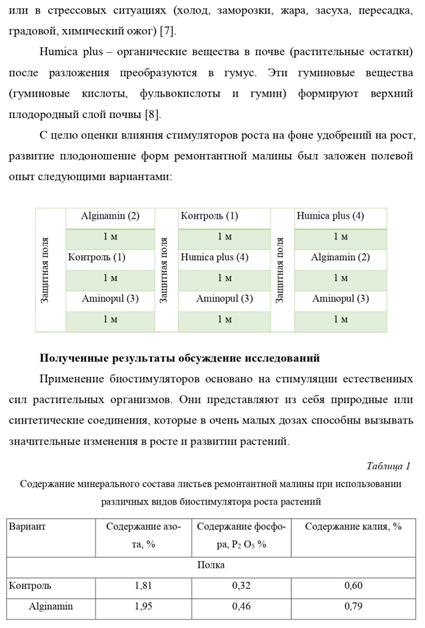 или в стрессовых ситуациях (холод, заморозки, жара, засуха, пересадка,
градовой, химический ожог) [7].
Humica plus – органические вещества в почве (растительные остатки)
после разложения преобразуются в гумус. Эти гуминовые вещества
(гуминовые кислоты, фульвокислоты и гумин) формируют верхний
плодородный слой почвы [8].
С целю оценки влияния стимуляторов роста на фоне удобрений на рост,
развитие плодоношение форм ремонтантной малины был заложен полевой
опыт следующими вариантами:
Защитная поля
Alginamin (2)
1 м
Контроль (1)
1 м
Aminopul (3)
1 м
Защитная поля
Контроль (1)
1 м
Humica plus (4)
1 м
Aminopul (3)
1 м
Защитная поля
Humica plus (4)
1 м
Alginamin (2)
1 м
Aminopul (3)
1 м
Полученные результаты обсуждение исследований
Применение биостимуляторов основано на стимуляции естественных
сил растительных организмов. Они представляют из себя природные или
синтетические соединения, которые в очень малых дозах способны вызывать
значительные изменения в росте и развитии растений.
Таблица 1
Содержание минерального состава листьев ремонтантной малины при использовании
различных видов биостимулятора роста растений
Вариант
Содержание азо-
та, %
Содержание фосфо-
ра, P2 O5 %
Содержание калия, %
Полка
Контроль 1,81 0,32 0,60
Alginamin 1,95 0,46 0,79